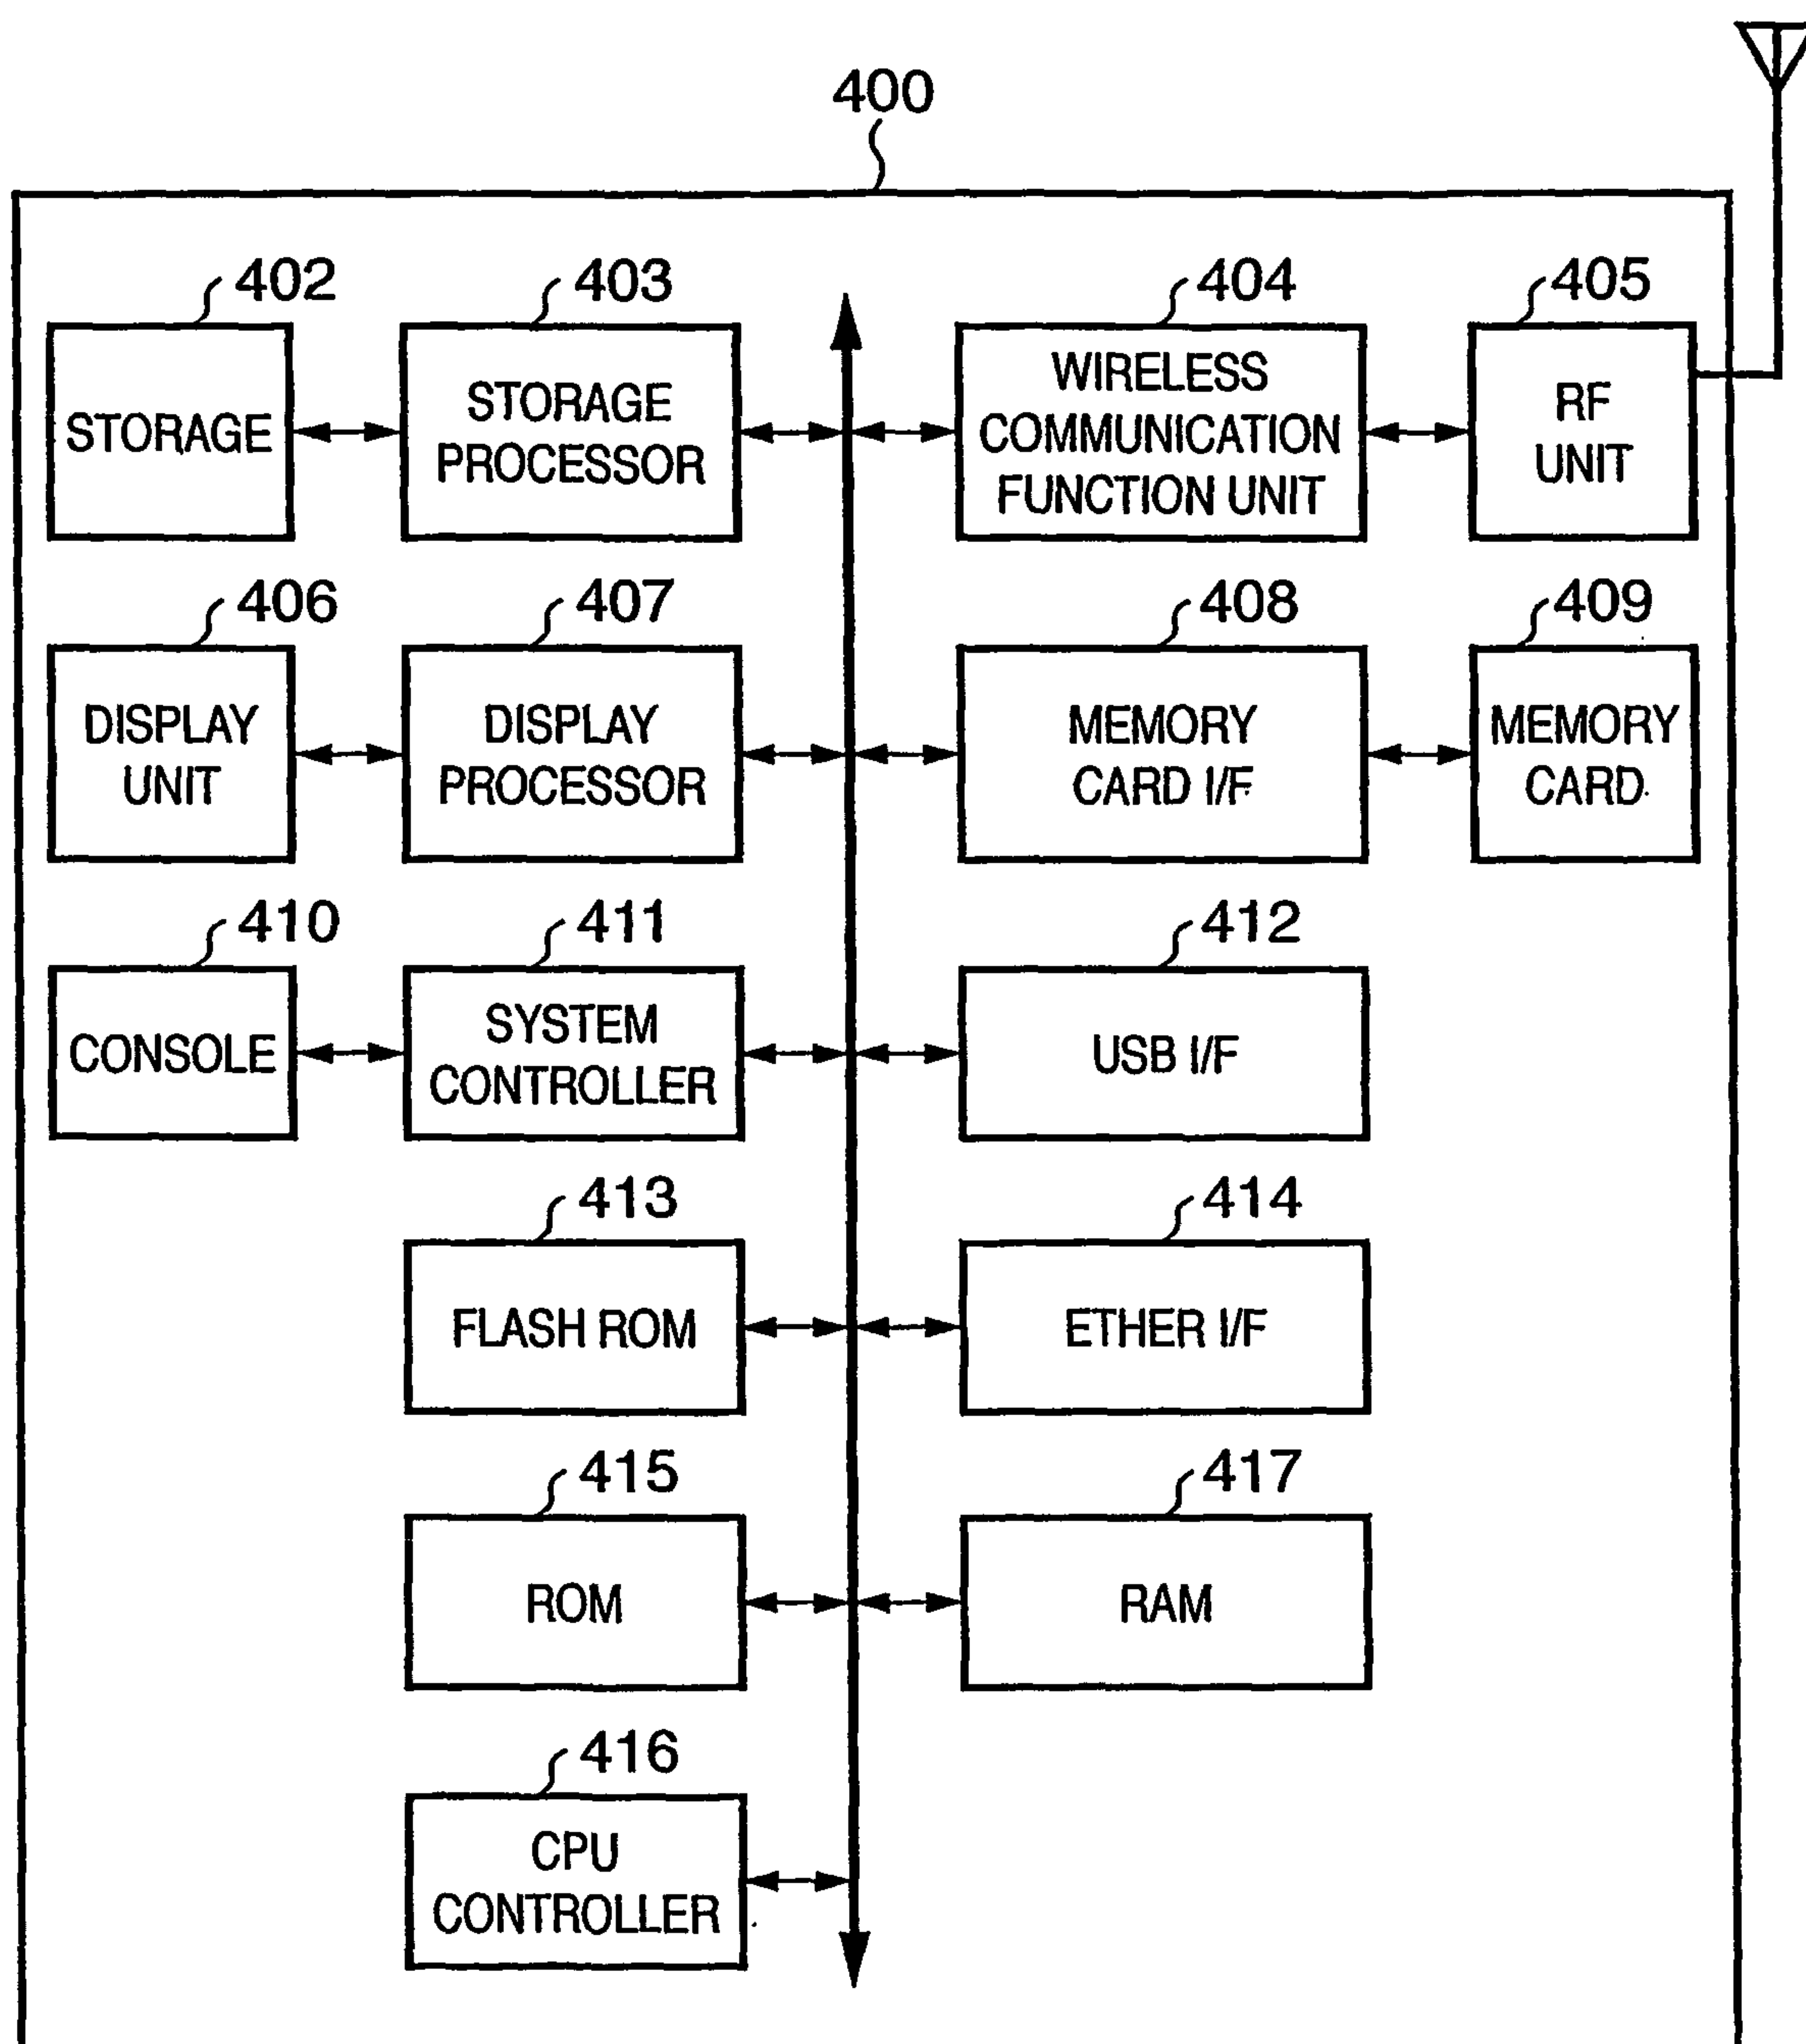 400
402
403
404
405
STORAGE
STORAGE
PROCESSOR
WIRELESS
COMMUNICATION
FUNCTION UNIT
RF
UNIT
406
407
408
409
DISPLAY
UNIT
DISPLAY
PROCESSOR
MEMORY
CARD I/F
MEMORY
CARD
410
411
412
CONSOLE
SYSTEM
CONTROLLER
USB I/F
413
414
FLASH ROM
ETHER I/F
415
417
ROM
RAM
416
CPU
CONTROLLER